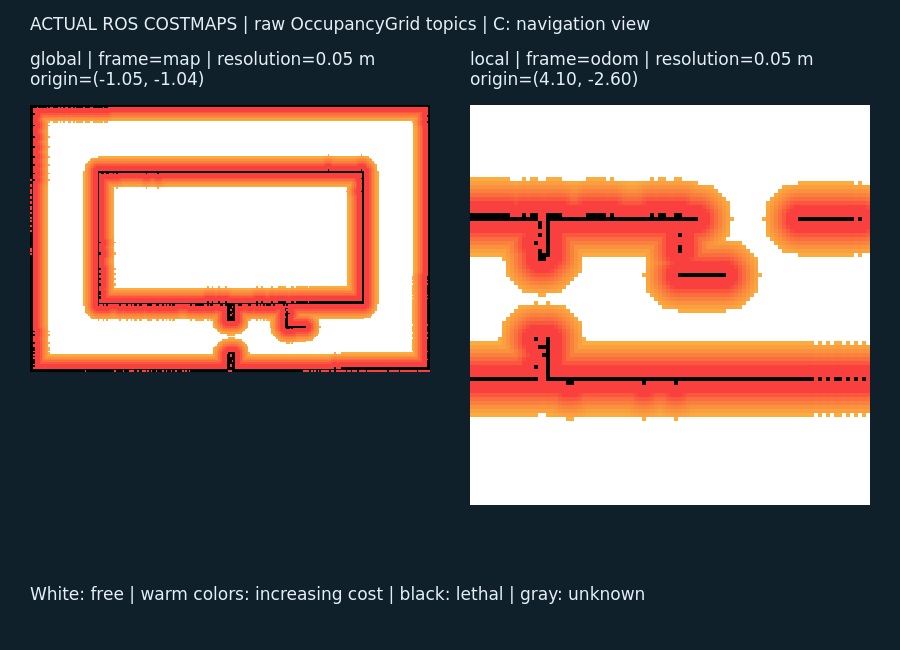 ACTUAL ROS COSTMAPS | raw OccupancyGrid topics | C: navigation view
global | frame=map | resolution=0.05 m
origin=(-1.05, -1.04)
local | frame=odom | resolution=0.05 m
origin=(4.10, -2.60)
White: free | warm colors: increasing cost | black: lethal | gray: unknown